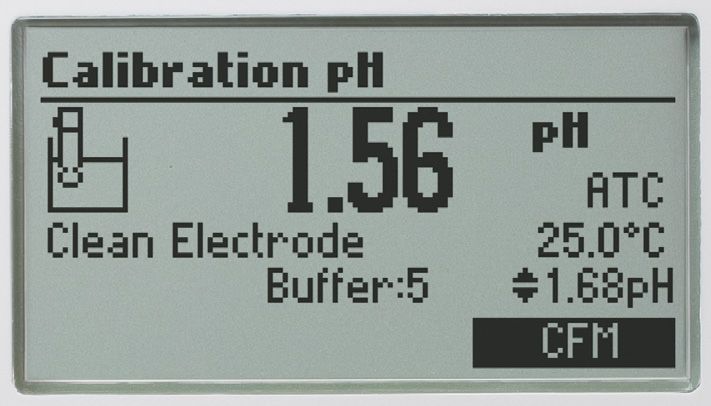 Calibration pH
1.56 pH
ATC
Clean Electrode 25.0°C
Buffer:5 1.68pH
CFM